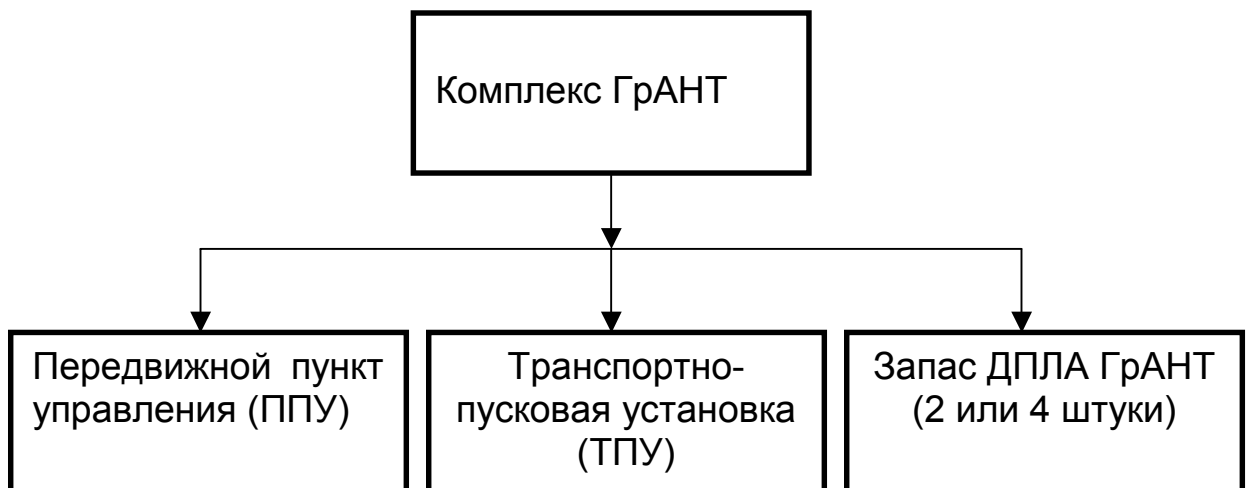 Комплекс ГрАНТ
Передвижной пункт
управления (ППУ)
Транспортно-
пусковая установка
(ТПУ)
Запас ДПЛА ГрАНТ
(2 или 4 штуки)